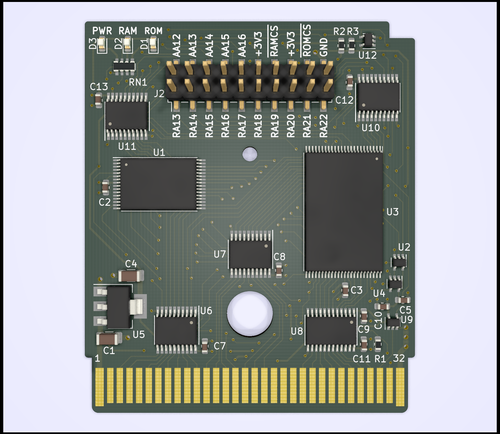 PWR RAM ROM
D3 D2 D1
AA12 AA13 AA14 AA15 AA16 +3V3 RAMCS +3V3 ROMCS GND
R2 R3
U12
RN1
C13
J2
C12
U11
U10
RA13 RA14 RA15 RA16 RA17 RA18 RA19 RA20 RA21 RA22
U1
C2
U3
U7
C8
U2
C4
C3
U4
C5
U5
U6
U8
C9
C10
U9
C1
C7
C11
R1
1
32